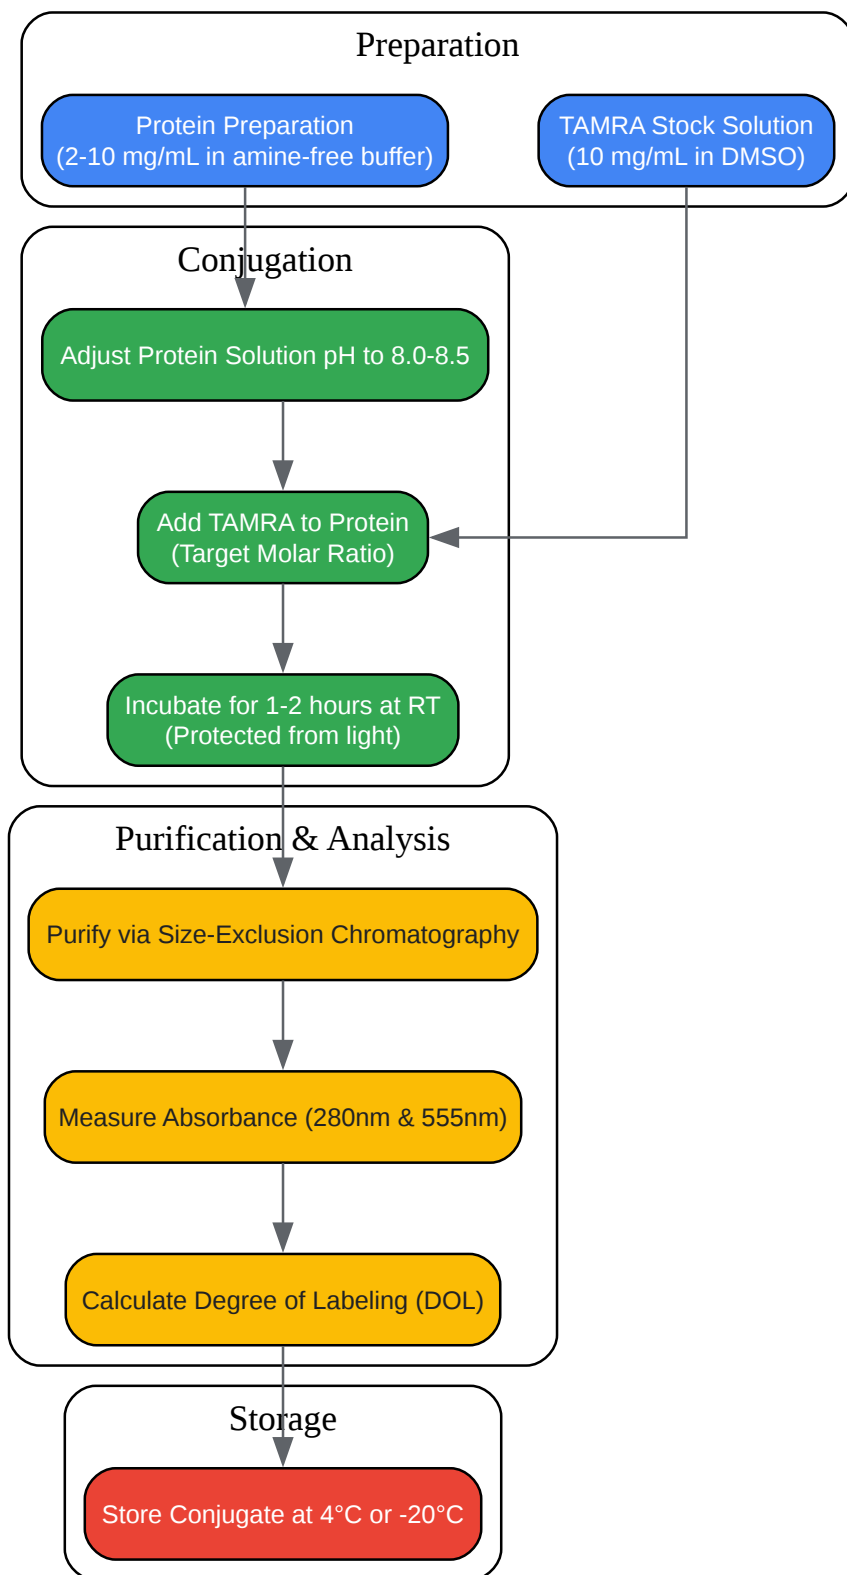 Preparation
Protein Preparation
(2-10 mg/mL in amine-free buffer)
TAMRA Stock Solution
(10 mg/mL in DMSO)
Conjugation
Adjust Protein Solution pH to 8.0-8.5
Add TAMRA to Protein
(Target Molar Ratio)
Incubate for 1-2 hours at RT
(Protected from light)
Purification & Analysis
Purify via Size-Exclusion Chromatography
Measure Absorbance (280nm & 555nm)
Calculate Degree of Labeling (DOL)
Storage
Store Conjugate at 4°C or -20°C